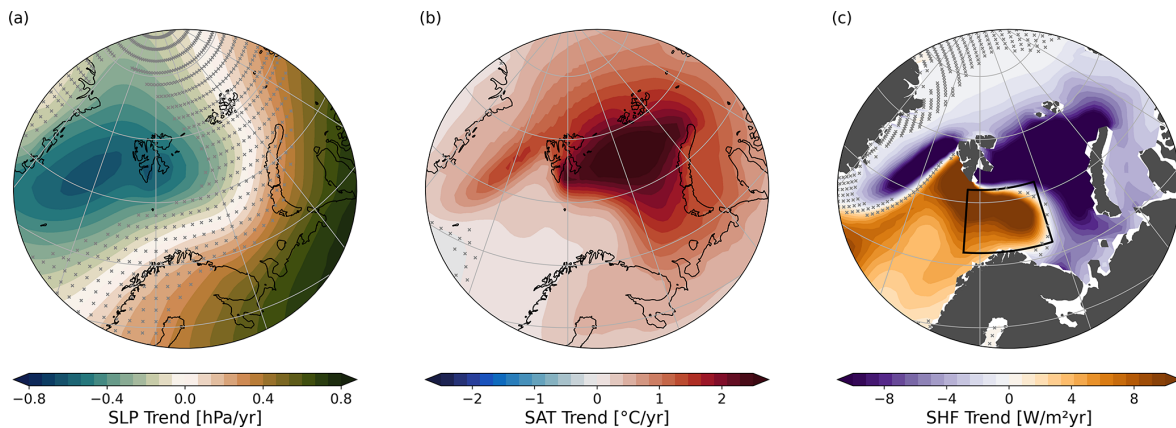 (a) (b) (c)
−0.8 −0.4 0.0 0.4 0.8 −2 −1 0 1 2 −8 −4 0 4 8
SLP Trend [hPa/yr] SAT Trend [°C/yr] SHF Trend [W/m²yr]